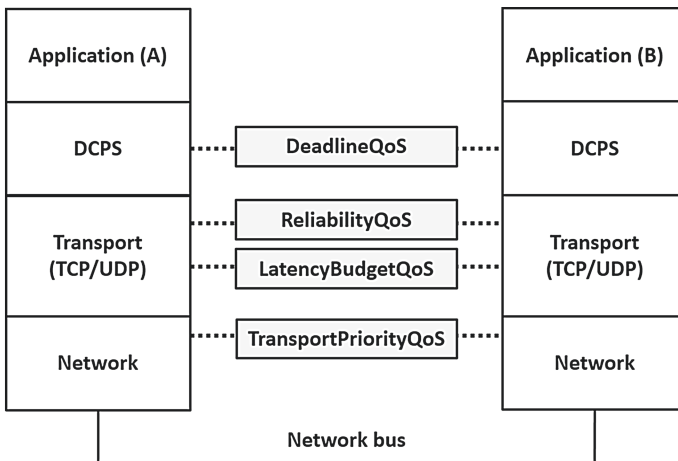 Application (A)
Application (B)
DCPS
DeadlineQoS
DCPS
ReliabilityQoS
Transport
(TCP/UDP)
LatencyBudgetQoS
Transport
(TCP/UDP)
TransportPriorityQoS
Network
Network
Network bus